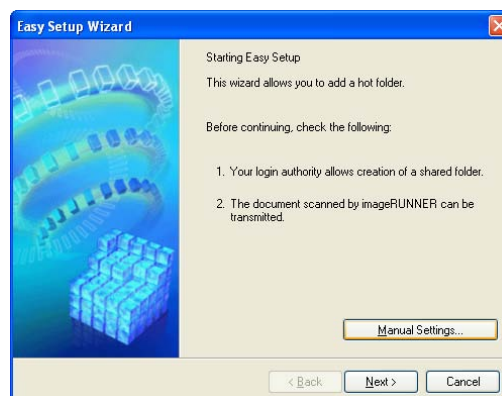 Easy Setup Wizard
Starting Easy Setup
This wizard allows you to add a hot folder.
Before continuing, check the following:
1. Your login authority allows creation of a shared folder.
2. The document scanned by imageRUNNER can be
transmitted.
Manual Settings...
< Back
Next >
Cancel